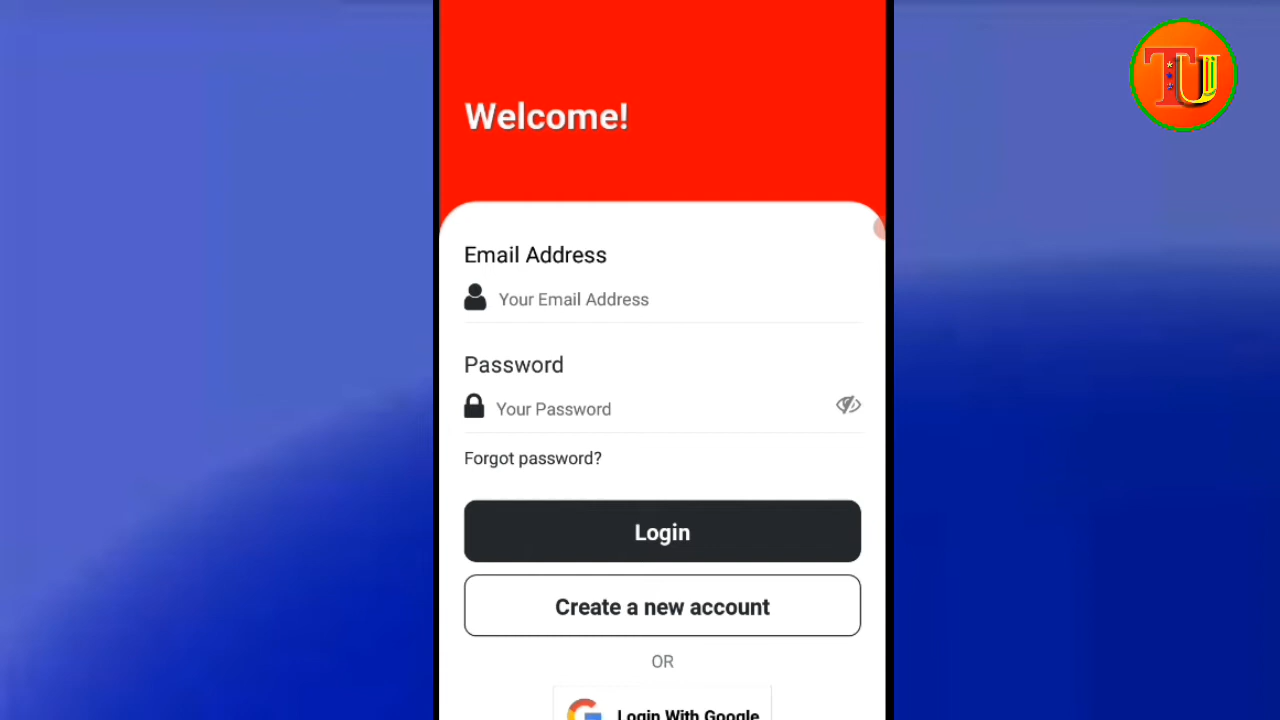 TU
Welcome!
Email Address
Your Email Address
Password
Your Password
Forgot password?
Login
Create a new account
OR
Login With Google